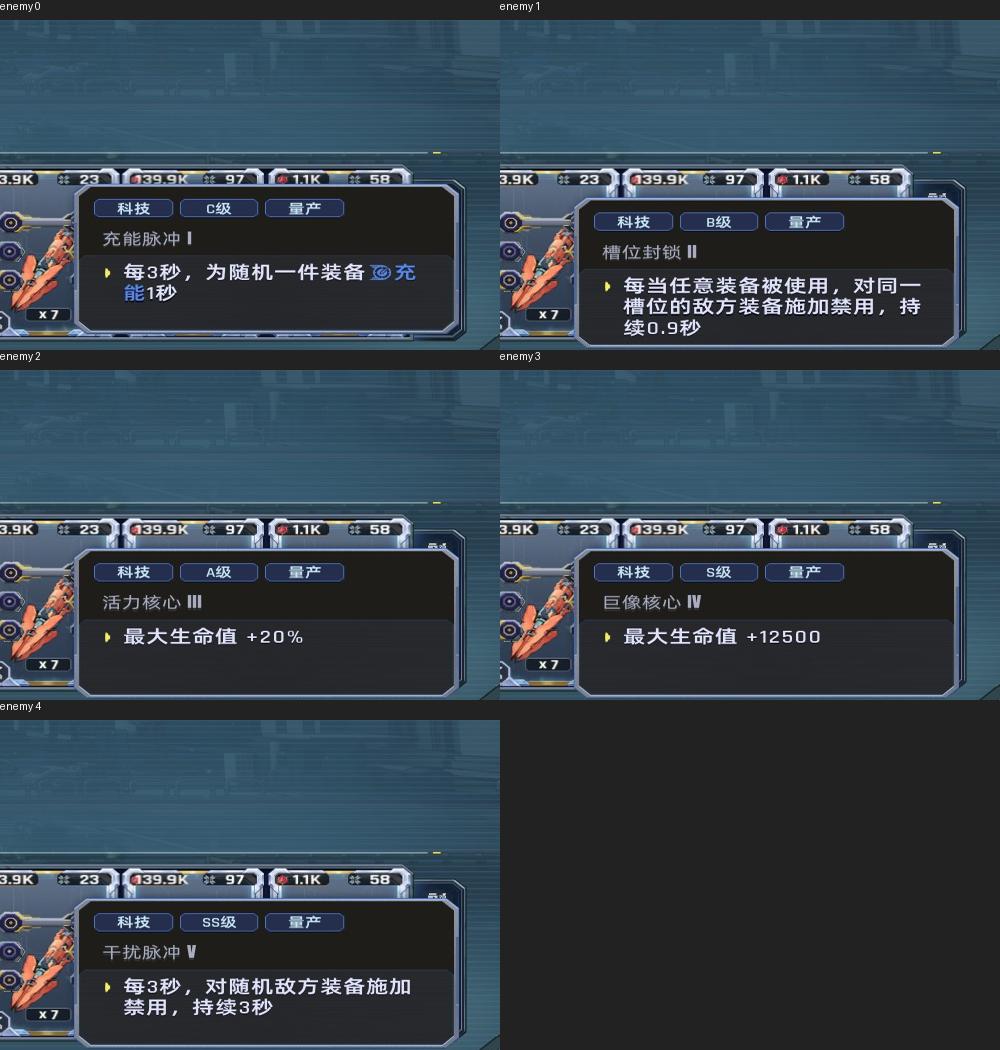 enemy0
3.9K 23 139.9K 97 1.1K 58
科技 C级 量产
充能脉冲 I
每3秒，为随机一件装备充
能1秒
x 7
enemy1
3.9K 23 139.9K 97 1.1K 58
科技 B级 量产
槽位封锁 II
每当任意装备被使用，对同一
槽位的敌方装备施加禁用，持
续0.9秒
x 7
enemy2
3.9K 23 139.9K 97 1.1K 58
科技 A级 量产
活力核心 III
最大生命值 +20%
x 7
enemy3
3.9K 23 139.9K 97 1.1K 58
科技 S级 量产
巨像核心 IV
最大生命值 +12500
x 7
enemy4
3.9K 23 139.9K 97 1.1K 58
科技 SS级 量产
干扰脉冲 V
每3秒，对随机敌方装备施加
禁用，持续3秒
x 7